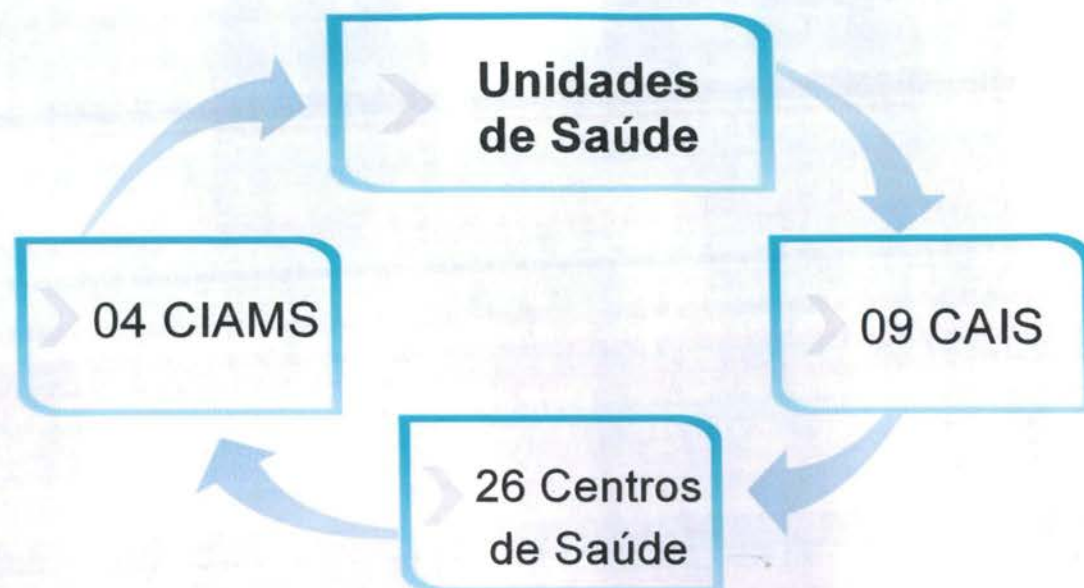 Unidades
de Saúde
09 CAIS
26 Centros
de Saúde
04 CIAMS